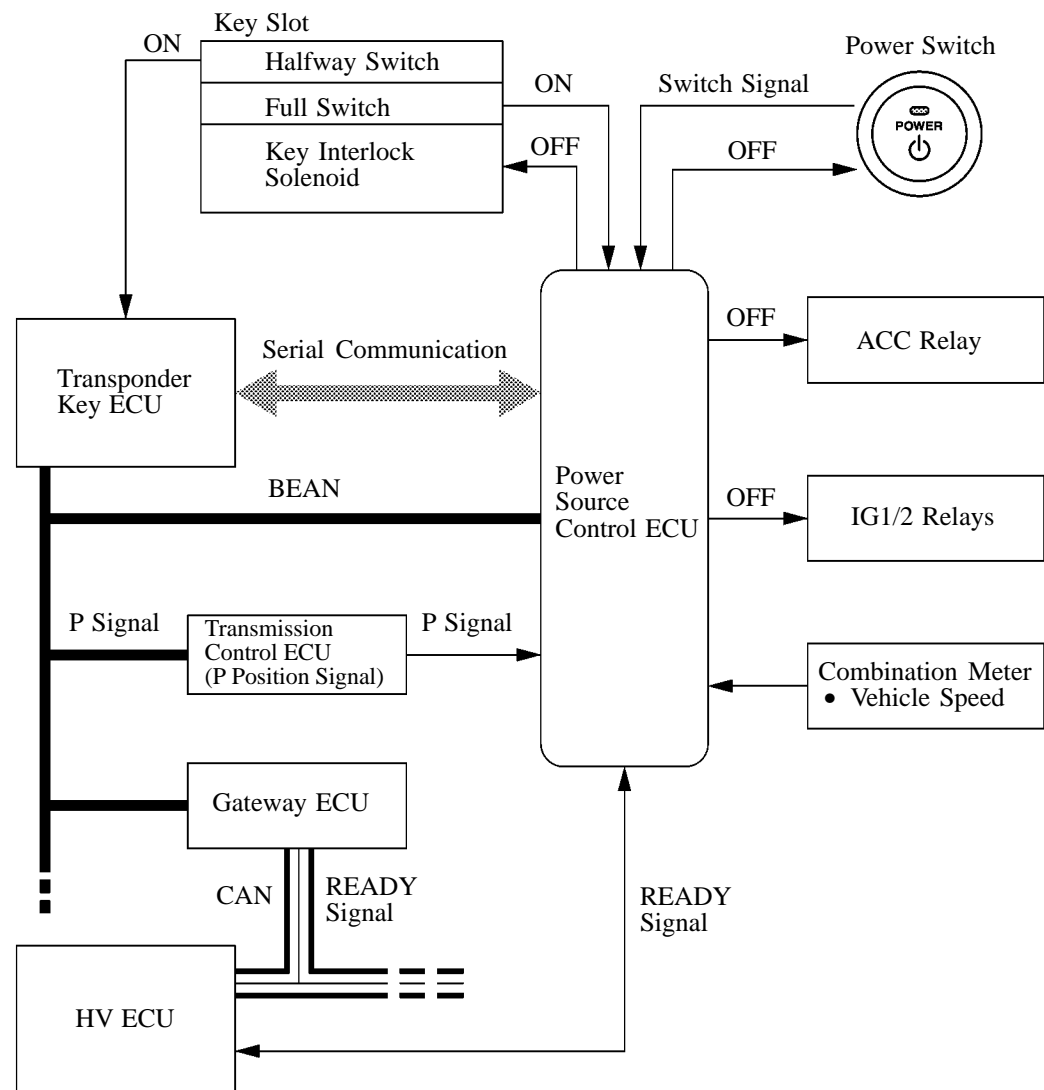 Key Slot
ON
Halfway Switch
Full Switch
Key Interlock
Solenoid
ON
OFF
Switch Signal
OFF
Power Switch
POWER
Transponder
Key ECU
Serial Communication
BEAN
Power
Source
Control ECU
OFF
ACC Relay
OFF
IG1/2 Relays
P Signal
Transmission
Control ECU
(P Position Signal)
P Signal
Combination Meter
• Vehicle Speed
Gateway ECU
CAN
READY
Signal
READY
Signal
HV ECU